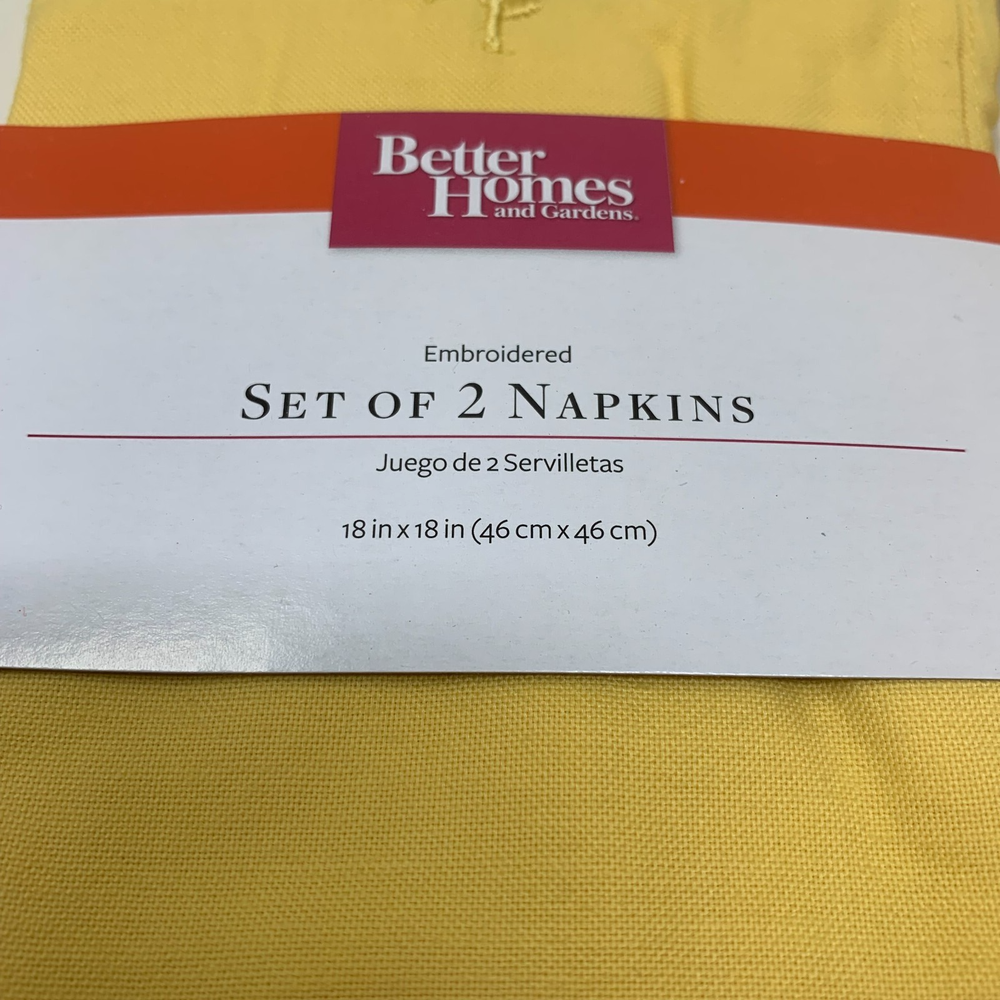 Better
Homes
and Gardens.
Embroidered
SET OF 2 NAPKINS
Juego de 2 Servilletas
18 in x 18 in (46 cm x 46 cm)